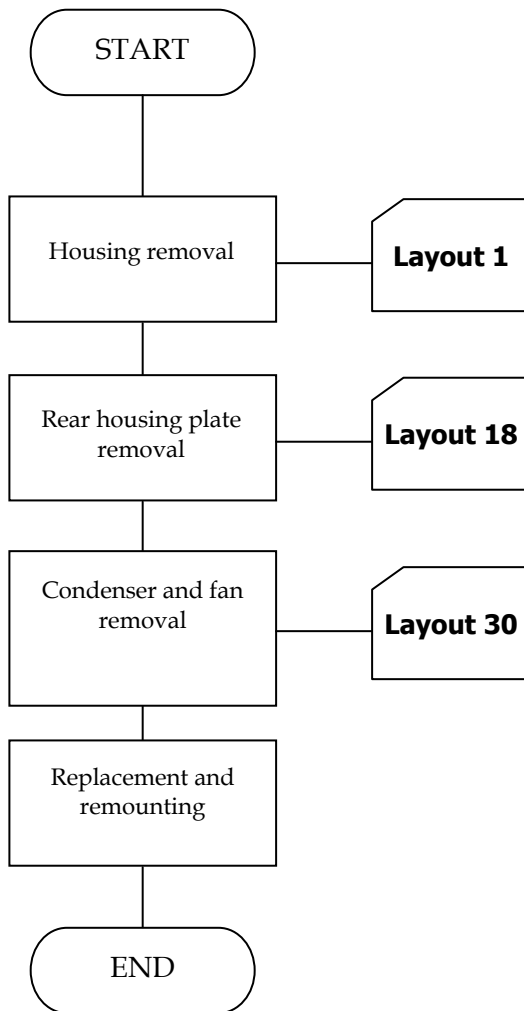 START
Housing removal
Layout 1
Rear housing plate
removal
Layout 18
Condenser and fan
removal
Layout 30
Replacement and
remounting
END